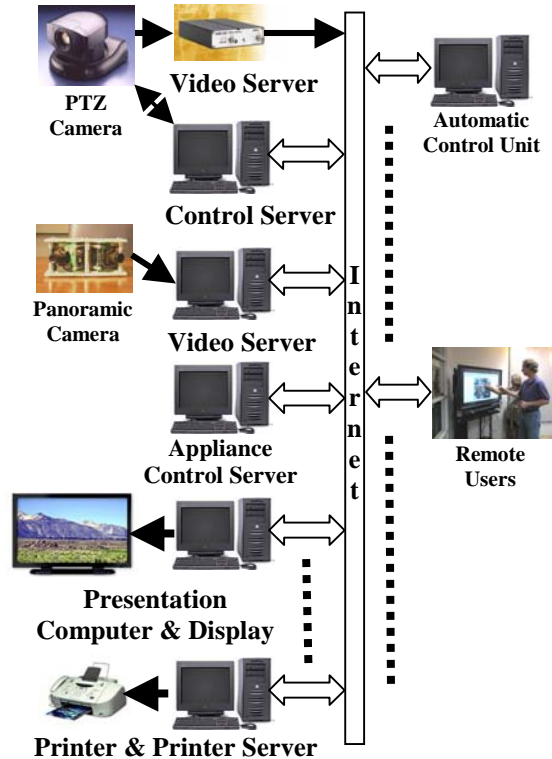 Video Server
PTZ
Camera
Automatic
Control Unit
Control Server
Internet
Panoramic
Camera
Video Server
Appliance
Control Server
Remote
Users
Presentation
Computer & Display
Printer & Printer Server